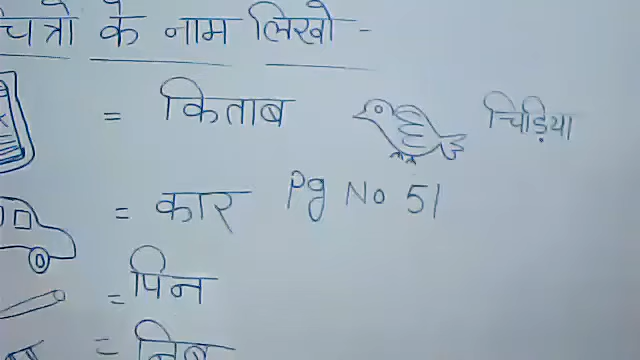 चित्रों के नाम लिखो -
= किताब चिड़िया
= कार Pg No 51
= पिन
= निब